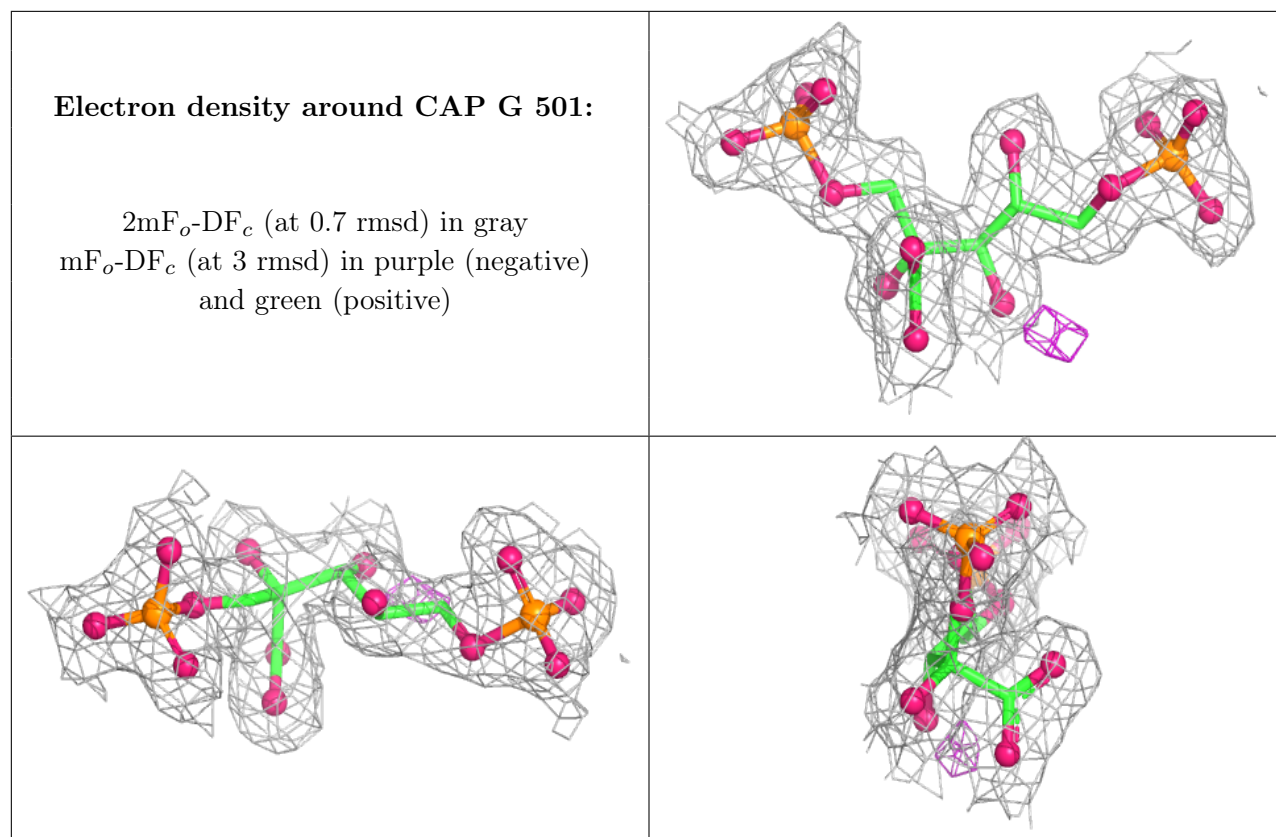 Electron density around CAP G 501:
2mFₒ-DF𝒸 (at 0.7 rmsd) in gray
mFₒ-DF𝒸 (at 3 rmsd) in purple (negative)
and green (positive)